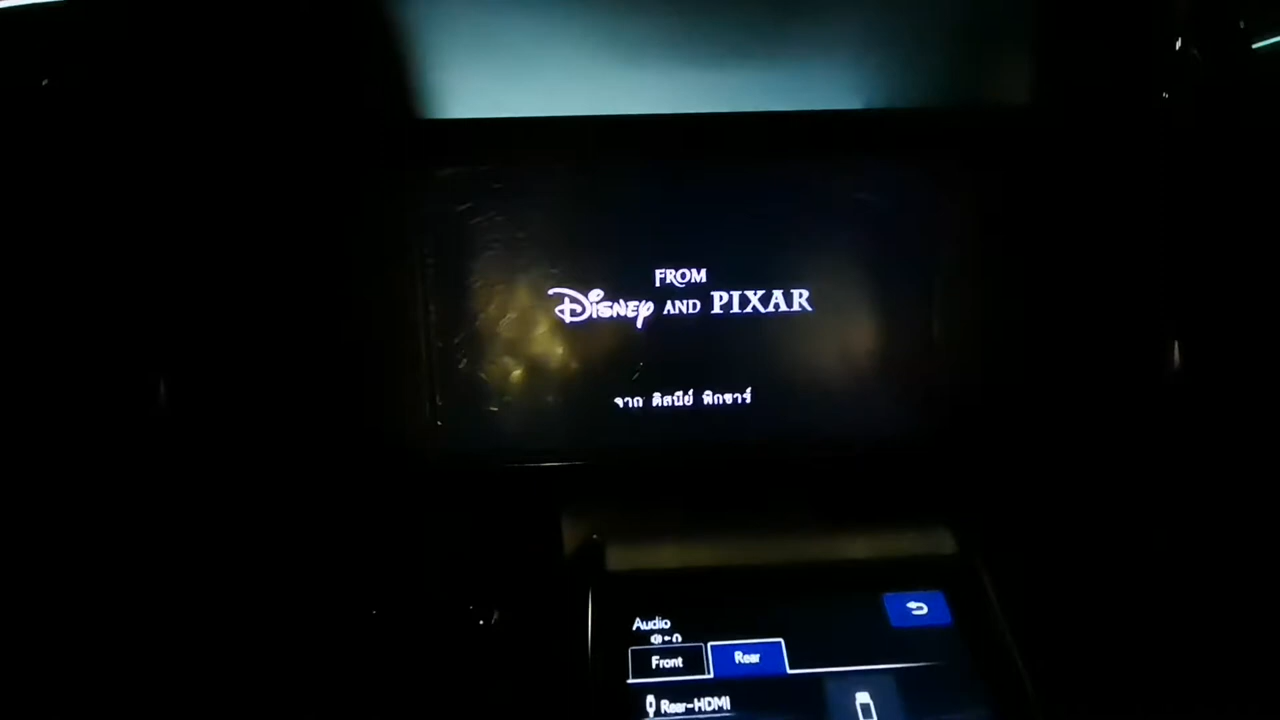 FROM
Disney AND PIXAR
จาก ดิสนีย์ พิกซาร์
Audio
0
Front Rear
Rear-HDMI